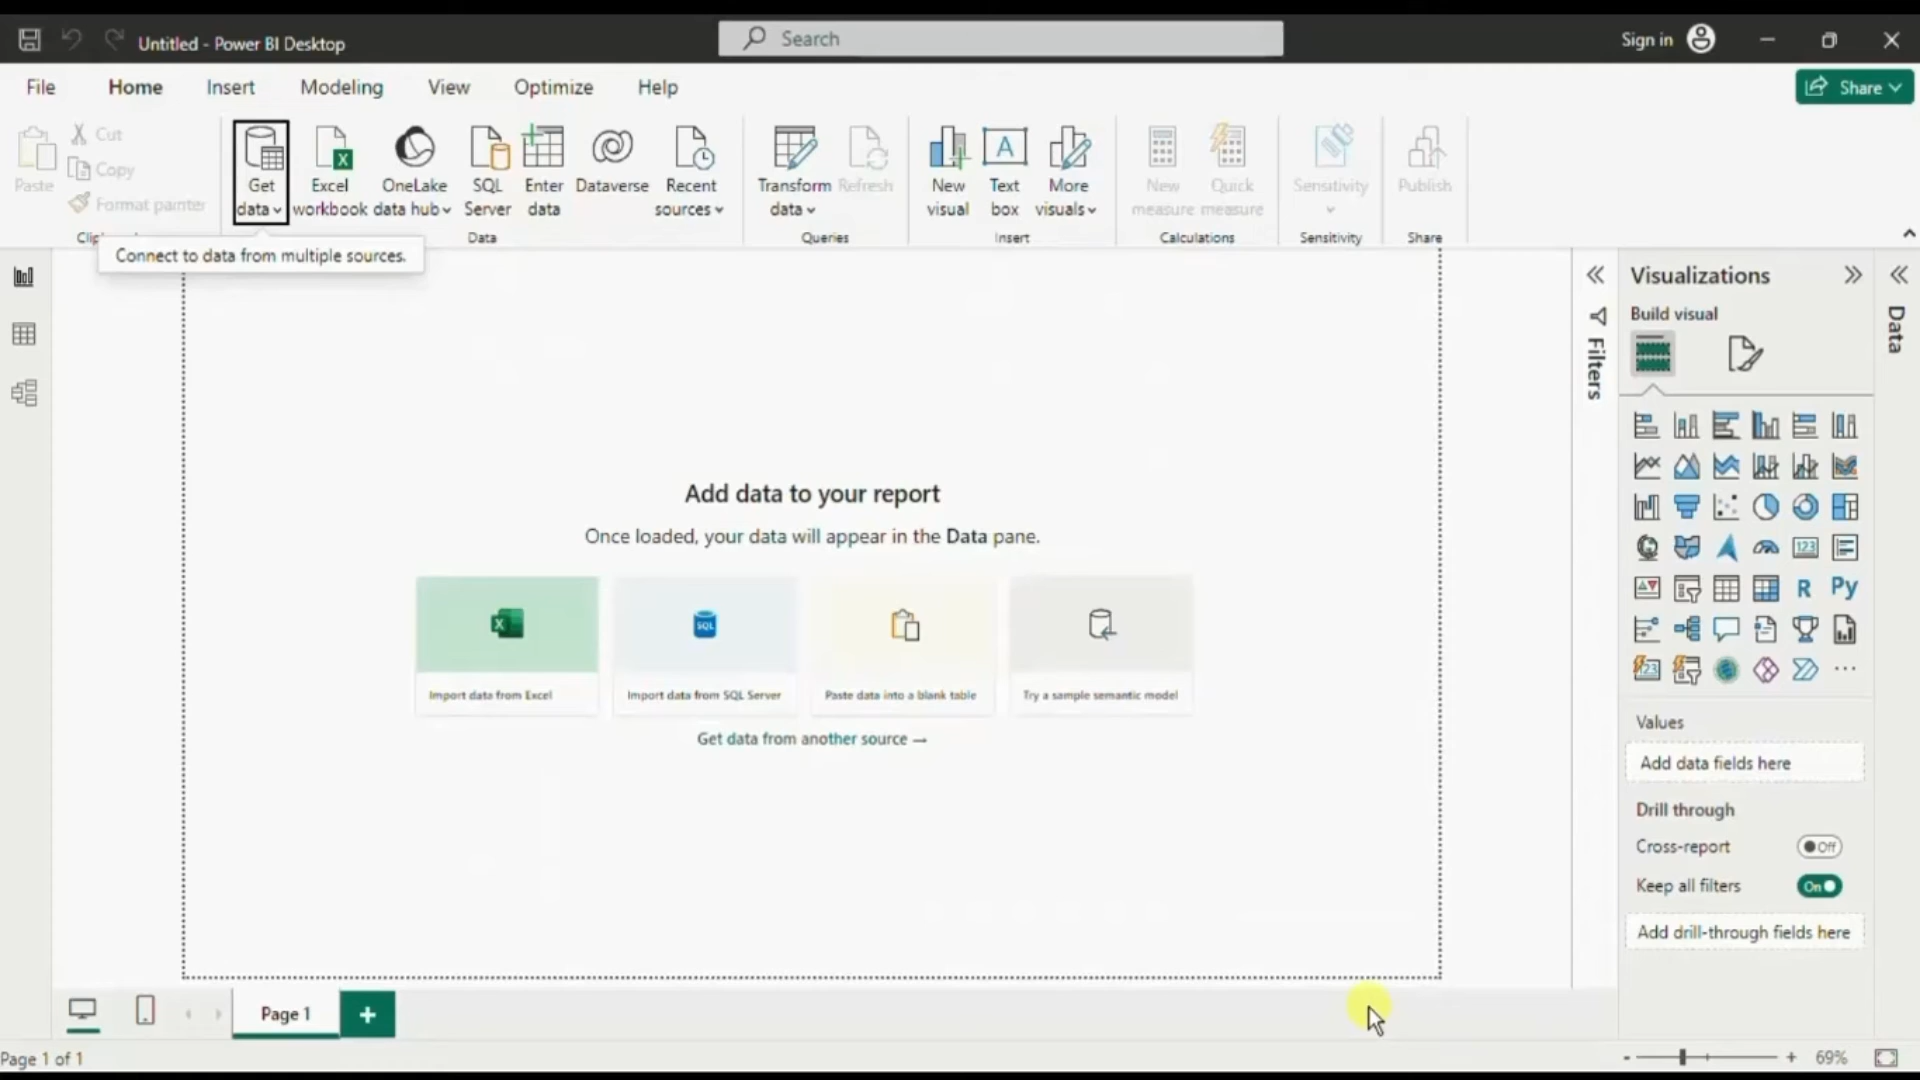 Untitled - Power BI Desktop
Search
Sign in
File
Home
Insert
Modeling
View
Optimize
Help
Share
Paste
Cut
Copy
Format painter
Get
data
Excel
workbook
OneLake
data hub
SQL
Server
Enter
data
Dataverse
Recent
sources
Transform
data
Refresh
New
visual
Text
box
More
visuals
New
measure
Quick
measure
Sensitivity
Publish
Data
Queries
Insert
Calculations
Sensitivity
Share
Connect to data from multiple sources.
Filters
Visualizations
Build visual
Data
123
R
Py
123
Add data to your report
Once loaded, your data will appear in the Data pane.
SQL
Import data from Excel
Import data from SQL Server
Paste data into a blank table
Try a sample semantic model
Get data from another source →
Values
Add data fields here
Drill through
Cross-report
Off
Keep all filters
On
Add drill-through fields here
Page 1
+
Page 1 of 1
- + 69%